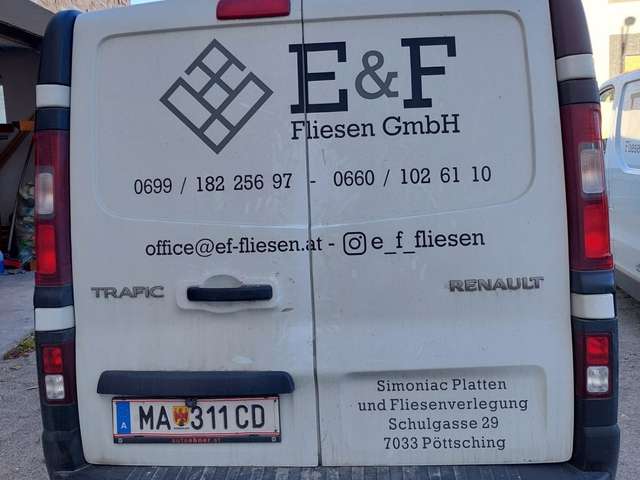 E&F
Fliesen GmbH
0699 / 182 256 97 - 0660 / 102 61 10
office@ef-fliesen.at - e_f_fliesen
TRAFIC
RENAULT
Simoniac Platten
und Fliesenverlegung
Schulgasse 29
7033 Pöttsching
A
MA 311 CD